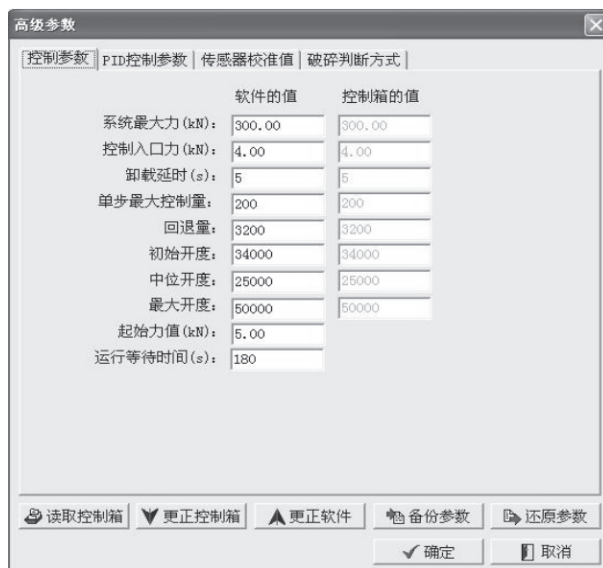 高级参数
控制参数 PID控制参数 传感器校准值 破碎判断方式
软件的值 控制箱的值
系统最大力(kN): 300.00 300.00
控制入口力(kN): 4.00 4.00
卸载延时(s): 5 5
单步最大控制量: 200 200
回退量: 3200 3200
初始开度: 34000 34000
中位开度: 25000 25000
最大开度: 50000 50000
起始力值(kN): 5.00
运行等待时间(s): 180
读取控制箱 更正控制箱 更正软件 备份参数 还原参数
确定 取消